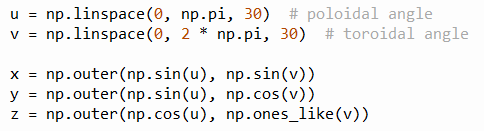 u = np.linspace(0, np.pi, 30)  # poloidal angle
v = np.linspace(0, 2 * np.pi, 30)  # toroidal angle
x = np.outer(np.sin(u), np.sin(v))
y = np.outer(np.sin(u), np.cos(v))
z = np.outer(np.cos(u), np.ones_like(v))